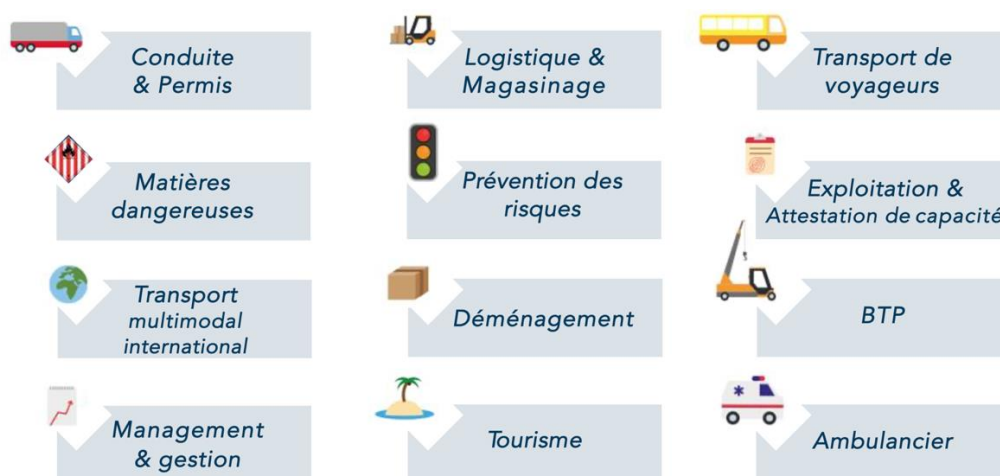 Conduite
& Permis
Logistique &
Magasinage
Transport de
voyageurs
Matières
dangereuses
Prévention des
risques
Exploitation &
Attestation de capacité
Transport
multimodal
international
Déménagement
BTP
Management
& gestion
Tourisme
Ambulancier